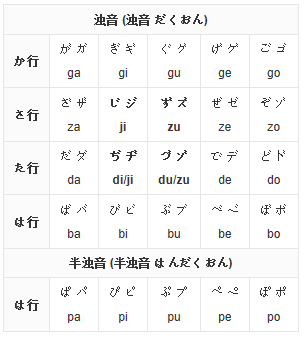 浊音 (浊音 だくおん)
か行 がガ ぎギ ぐグ げゲ ごゴ
ga gi gu ge go
さ行 ざザ じジ ずズ ぜゼ ぞゾ
za ji zu ze zo
た行 だダ ぢヂ づヅ でデ どド
da di/ji du/zu de do
は行 ばバ びビ ぶブ べベ ぼボ
ba bi bu be bo
半浊音 (半浊音 はんだくおん)
は行 ぱパ ぴピ ぷプ ぺペ ぽポ
pa pi pu pe po